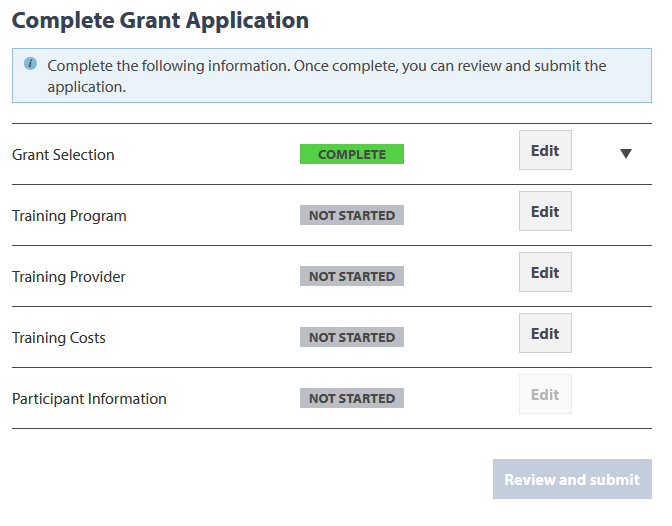 Complete Grant Application
i Complete the following information. Once complete, you can review and submit the
application.
Grant Selection COMPLETE Edit
Training Program NOT STARTED Edit
Training Provider NOT STARTED Edit
Training Costs NOT STARTED Edit
Participant Information NOT STARTED Edit
Review and submit